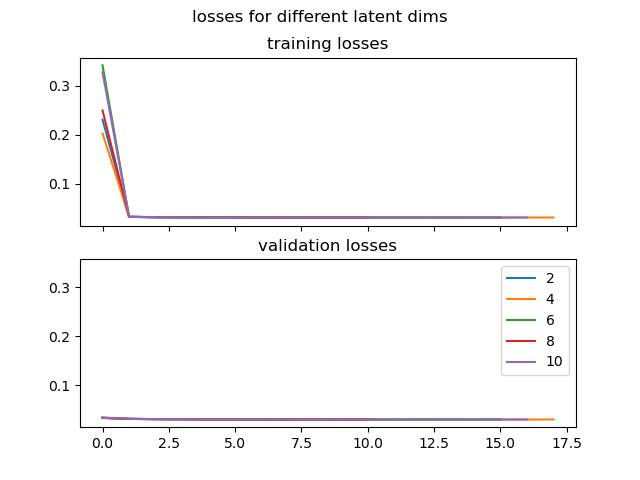 losses for different latent dims
training losses
0.3
0.2
0.1
validation losses
0.3
0.2
0.1
2
4
6
8
10
0.0 2.5 5.0 7.5 10.0 12.5 15.0 17.5